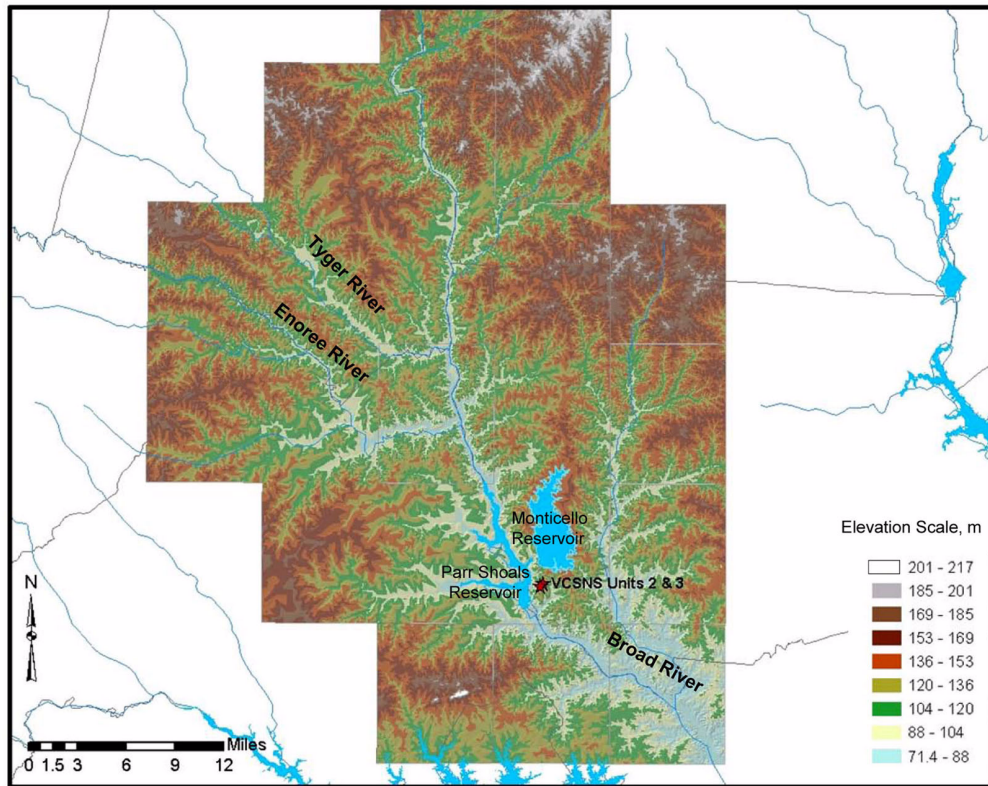 Tyger River
Enoree River
Monticello
Reservoir
Parr Shoals
Reservoir
VCSNS Units 2 & 3
Broad River
Elevation Scale, m
201 - 217
185 - 201
169 - 185
153 - 169
136 - 153
120 - 136
104 - 120
88 - 104
71.4 - 88
N
Miles
0 1.5 3 6 9 12